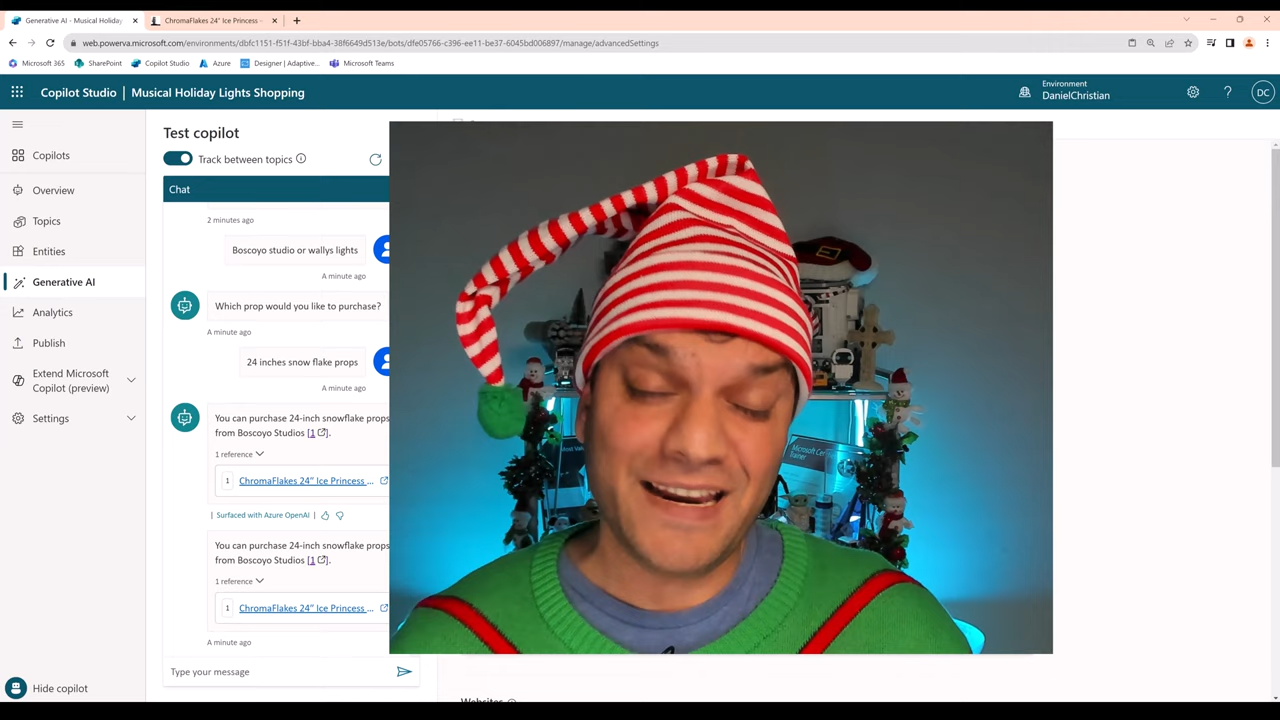 Generative AI - Musical Holiday
ChromaFlakes 24" Ice Princess -
web.powerva.microsoft.com/environments/dbfc1151-f51f-43bf-bba4-38f6649d513e/bots/dfe05766-c396-ee11-be37-6045bd006897/manage/advancedSettings
Microsoft 365
SharePoint
Copilot Studio
Azure
Designer | Adaptive...
Microsoft Teams
Copilot Studio | Musical Holiday Lights Shopping
Environment
DanielChristian
DC
Copilots
Overview
Topics
Entities
Generative AI
Analytics
Publish
Extend Microsoft
Copilot (preview)
Settings
Hide copilot
Test copilot
Track between topics
Chat
2 minutes ago
Boscoyo studio or wallys lights
A minute ago
Which prop would you like to purchase?
A minute ago
24 inches snow flake props
A minute ago
You can purchase 24-inch snowflake props
from Boscoyo Studios [1].
1 reference
1 ChromaFlakes 24" Ice Princess ...
| Surfaced with Azure OpenAI |
You can purchase 24-inch snowflake props
from Boscoyo Studios [1].
1 reference
1 ChromaFlakes 24" Ice Princess ...
A minute ago
Type your message